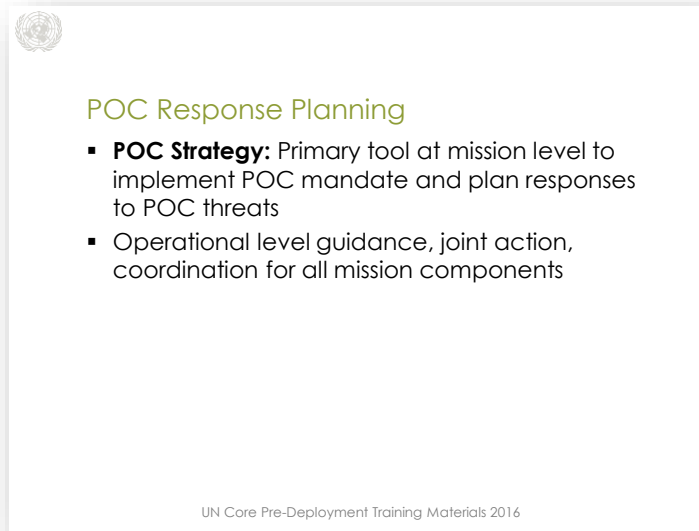 POC Response Planning
▪ POC Strategy: Primary tool at mission level to
implement POC mandate and plan responses
to POC threats
▪ Operational level guidance, joint action,
coordination for all mission components
UN Core Pre-Deployment Training Materials 2016